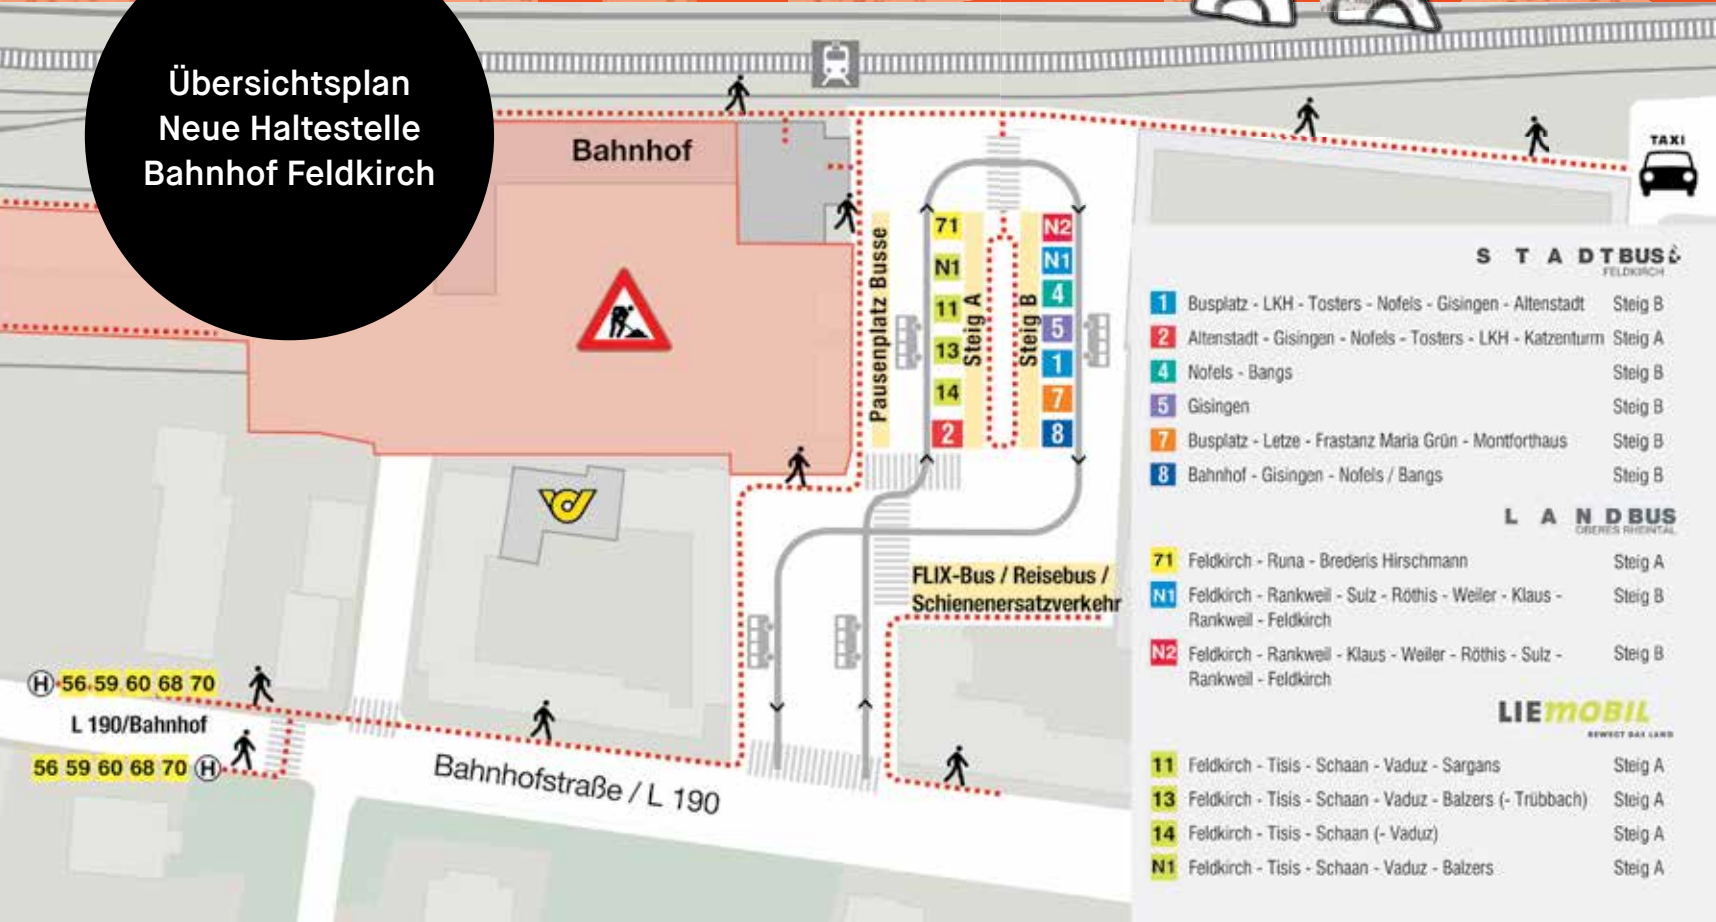 Übersichtsplan
Neue Haltestelle
Bahnhof Feldkirch
Bahnhof
TAXI
Pausenplatz Busse
71
N1
11
13
14
2
Steig A
Steig B
N2
N1
4
5
1
7
8
FLIX-Bus / Reisebus /
Schienenersatzverkehr
H 56 59 60 68 70
L 190/Bahnhof
56 59 60 68 70 H
Bahnhofstraße / L 190
STADTBUS
FELDKIRCH
1 Busplatz - LKH - Tosters - Nofels - Gisingen - Altenstadt Steig B
2 Altenstadt - Gisingen - Nofels - Tosters - LKH - Katzenturm Steig A
4 Nofels - Bangs Steig B
5 Gisingen Steig B
7 Busplatz - Letze - Frastanz Maria Grün - Montforthaus Steig B
8 Bahnhof - Gisingen - Nofels / Bangs Steig B
LANDBUS
OBERES RHEINTAL
71 Feldkirch - Runa - Brederis Hirschmann Steig A
N1 Feldkirch - Rankweil - Sulz - Röthis - Weiler - Klaus - Steig B
Rankweil - Feldkirch
N2 Feldkirch - Rankweil - Klaus - Weiler - Röthis - Sulz - Steig B
Rankweil - Feldkirch
LIEmobil
BEWEGT DAS LAND
11 Feldkirch - Tisis - Schaan - Vaduz - Sargans Steig A
13 Feldkirch - Tisis - Schaan - Vaduz - Balzers (- Trübbach) Steig A
14 Feldkirch - Tisis - Schaan (- Vaduz) Steig A
N1 Feldkirch - Tisis - Schaan - Vaduz - Balzers Steig A